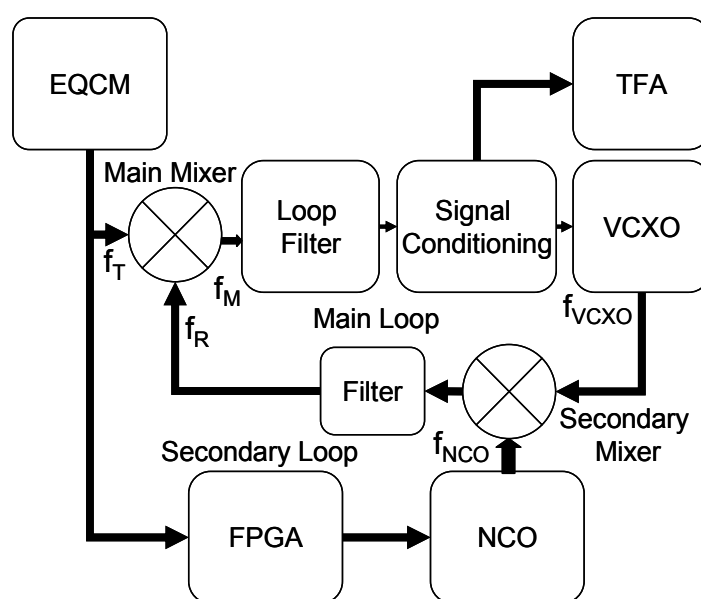 EQCM
TFA
Main Mixer
Loop
Filter
Signal
Conditioning
VCXO
f_T
f_M
f_VCXO
Main Loop
f_R
Filter
Secondary
Mixer
Secondary Loop
f_NCO
FPGA
NCO